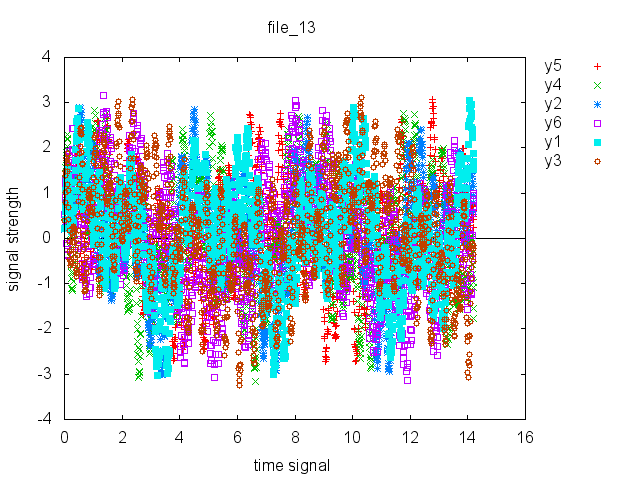 file_13
y5
y4
y2
y6
y1
y3
4
3
2
1
0
-1
-2
-3
-4
signal strength
0 2 4 6 8 10 12 14 16
time signal